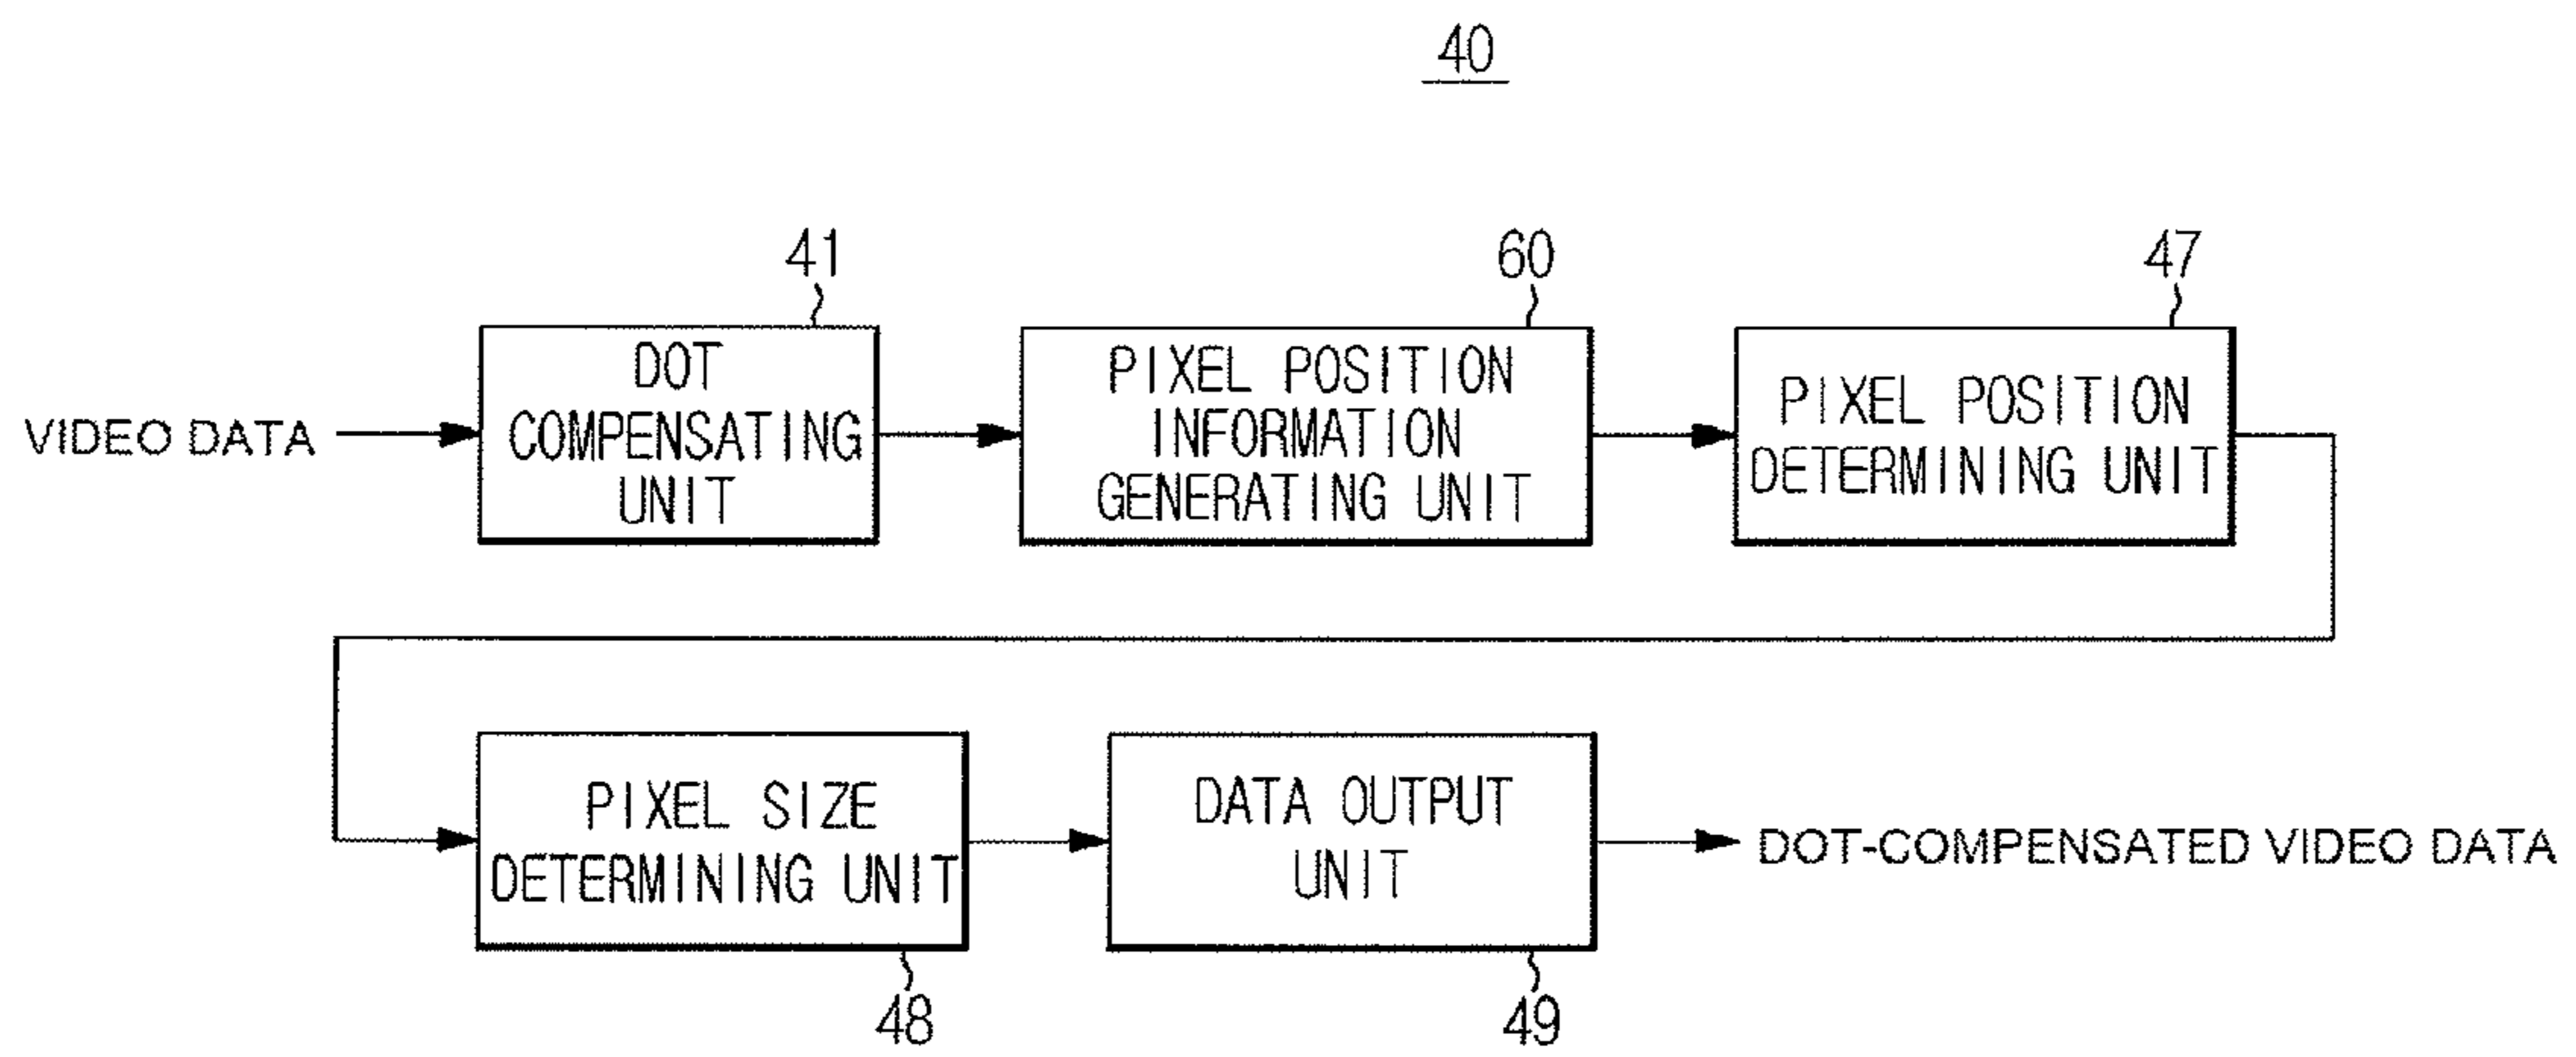 40
41
60
47
VIDEO DATA
DOT
COMPENSATING
UNIT
PIXEL POSITION
INFORMATION
GENERATING UNIT
PIXEL POSITION
DETERMINING UNIT
PIXEL SIZE
DETERMINING UNIT
DATA OUTPUT
UNIT
DOT-COMPENSATED VIDEO DATA
48
49